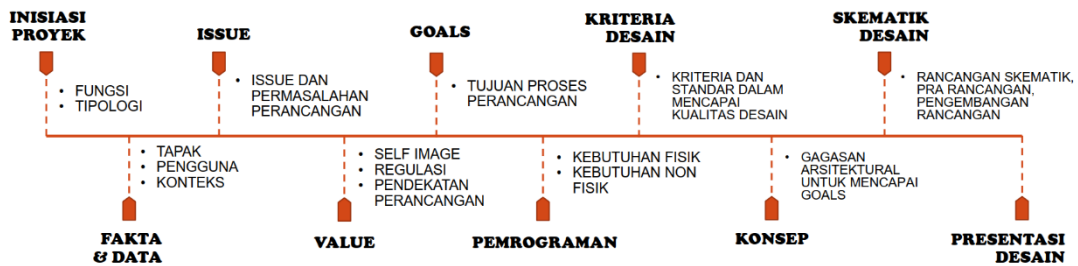 INISIASI
PROYEK
• FUNGSI
• TIPOLOGI
FAKTA
& DATA
• TAPAK
• PENGGUNA
• KONTEKS
ISSUE
• ISSUE DAN
PERMASALAHAN
PERANCANGAN
VALUE
• SELF IMAGE
• REGULASI
• PENDEKATAN
PERANCANGAN
GOALS
• TUJUAN PROSES
PERANCANGAN
PEMROGRAMAN
• KEBUTUHAN FISIK
• KEBUTUHAN NON
FISIK
KRITERIA
DESAIN
• KRITERIA DAN
STANDAR DALAM
MENCAPAI
KUALITAS DESAIN
KONSEP
• GAGASAN
ARSITEKTURAL
UNTUK MENCAPAI
GOALS
SKEMATIK
DESAIN
• RANCANGAN SKEMATIK,
PRA RANCANGAN,
PENGEMBANGAN
RANCANGAN
PRESENTASI
DESAIN